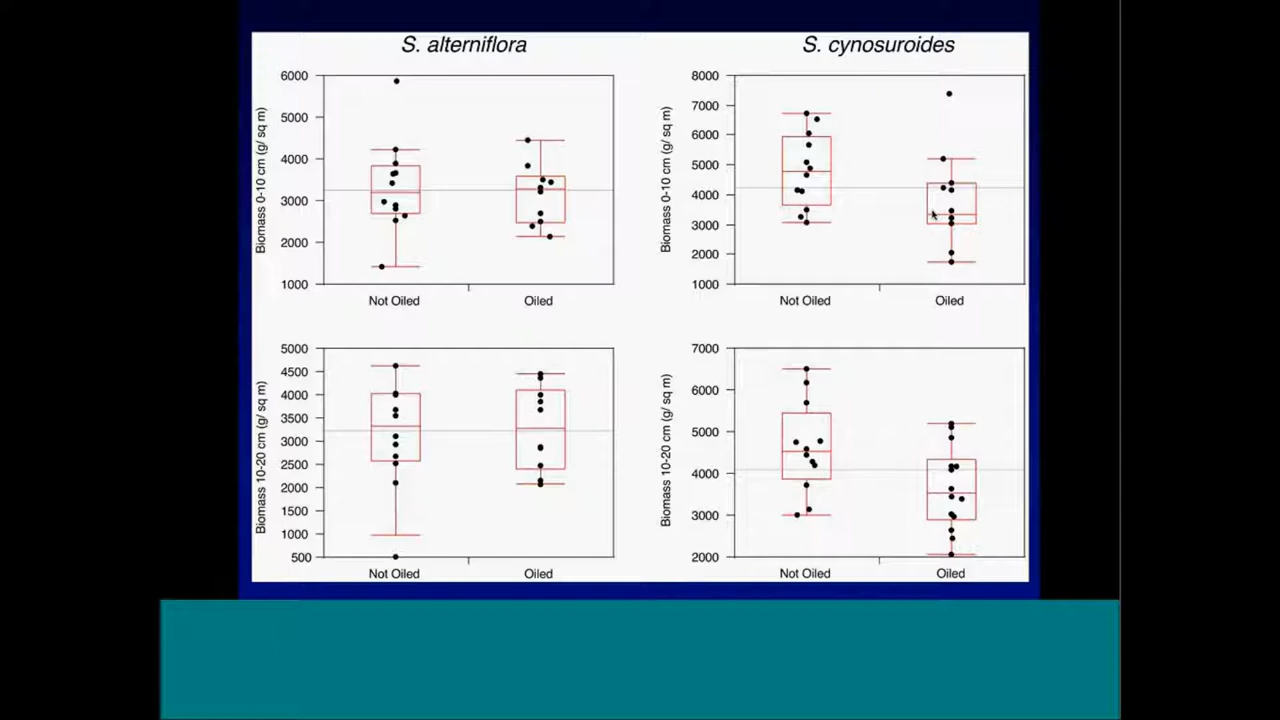 S. alterniflora
S. cynosuroides
Biomass 0-10 cm (g/ sq m)
6000
5000
4000
3000
2000
1000
Not Oiled
Oiled
Biomass 0-10 cm (g/ sq m)
8000
7000
6000
5000
4000
3000
2000
1000
Not Oiled
Oiled
Biomass 10-20 cm (g/ sq m)
5000
4500
4000
3500
3000
2500
2000
1500
1000
500
Not Oiled
Oiled
Biomass 10-20 cm (g/ sq m)
7000
6000
5000
4000
3000
2000
Not Oiled
Oiled